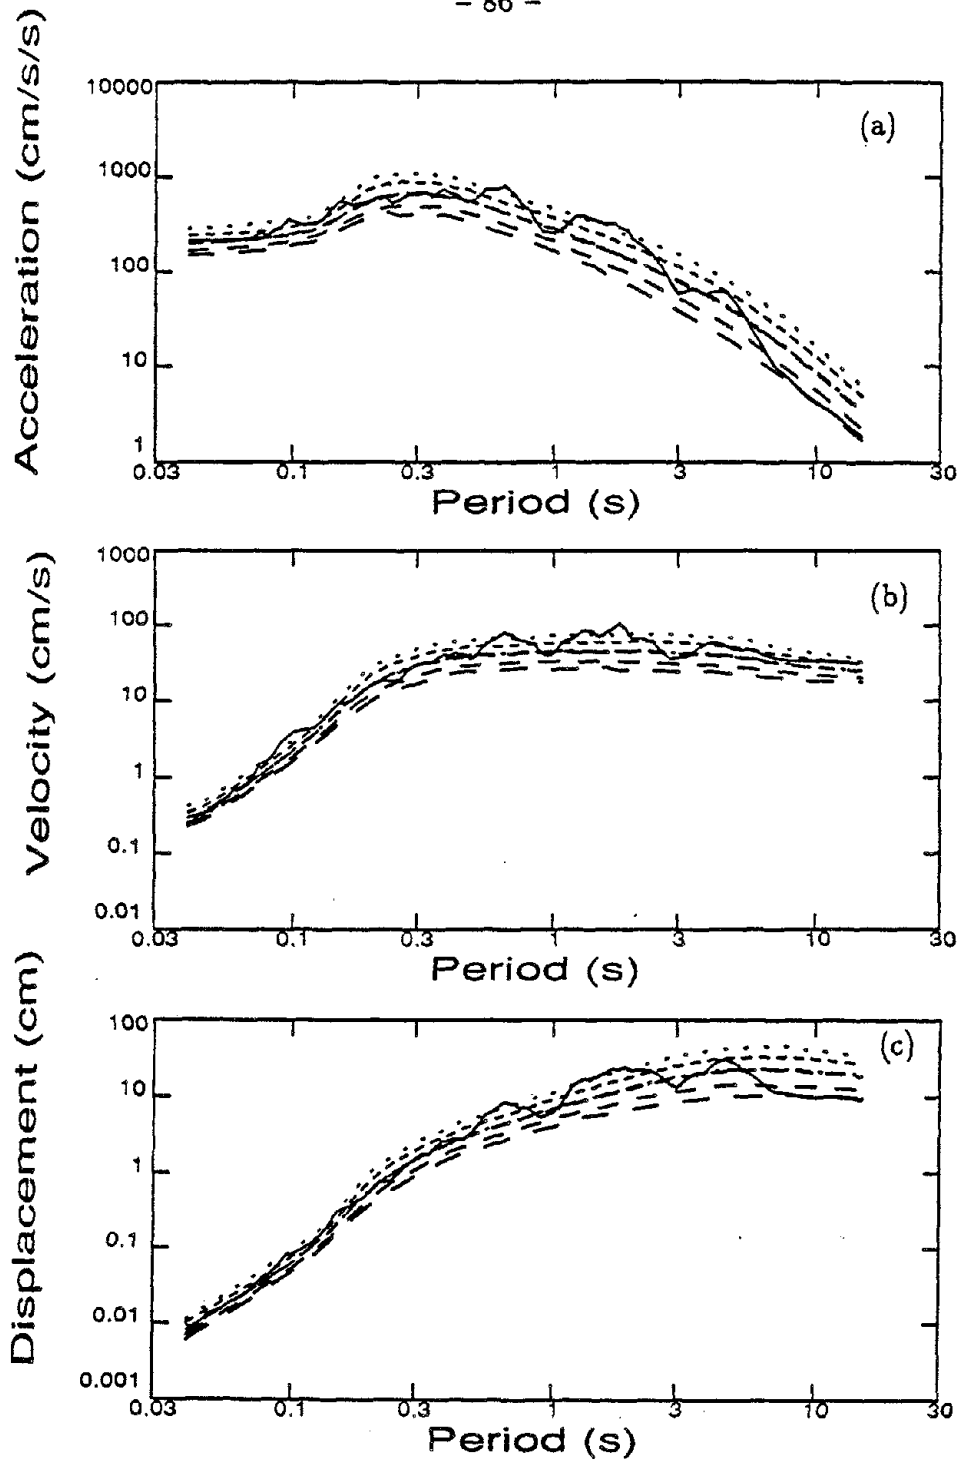 - 86 -
Acceleration (cm/s/s)
10000
1000
100
10
1
(a)
0.03 0.1 0.3 1 3 10 30
Period (s)
Velocity (cm/s)
1000
100
10
1
0.1
0.01
(b)
0.03 0.1 0.3 1 3 10 30
Period (s)
Displacement (cm)
100
10
1
0.1
0.01
0.001
(c)
0.03 0.1 0.3 1 3 10 30
Period (s)